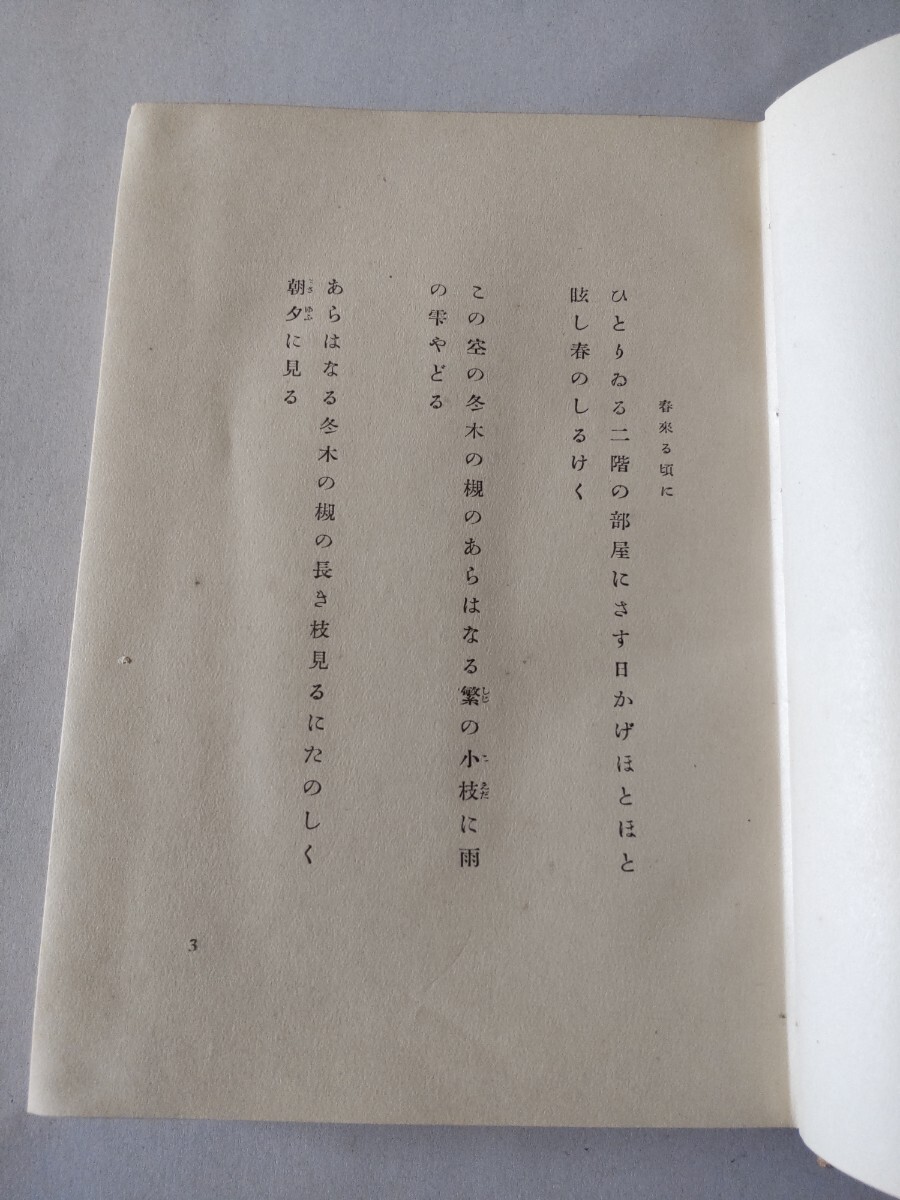 春來る頃に
ひとりゐる二階の部屋にさす日かげほとほと
眩し春のしるけく
この空の冬木の槻のあらはなる繁の小枝に雨
の雫やどる
あらはなる冬木の槻の長き枝見るにたのしく
朝夕に見る
3